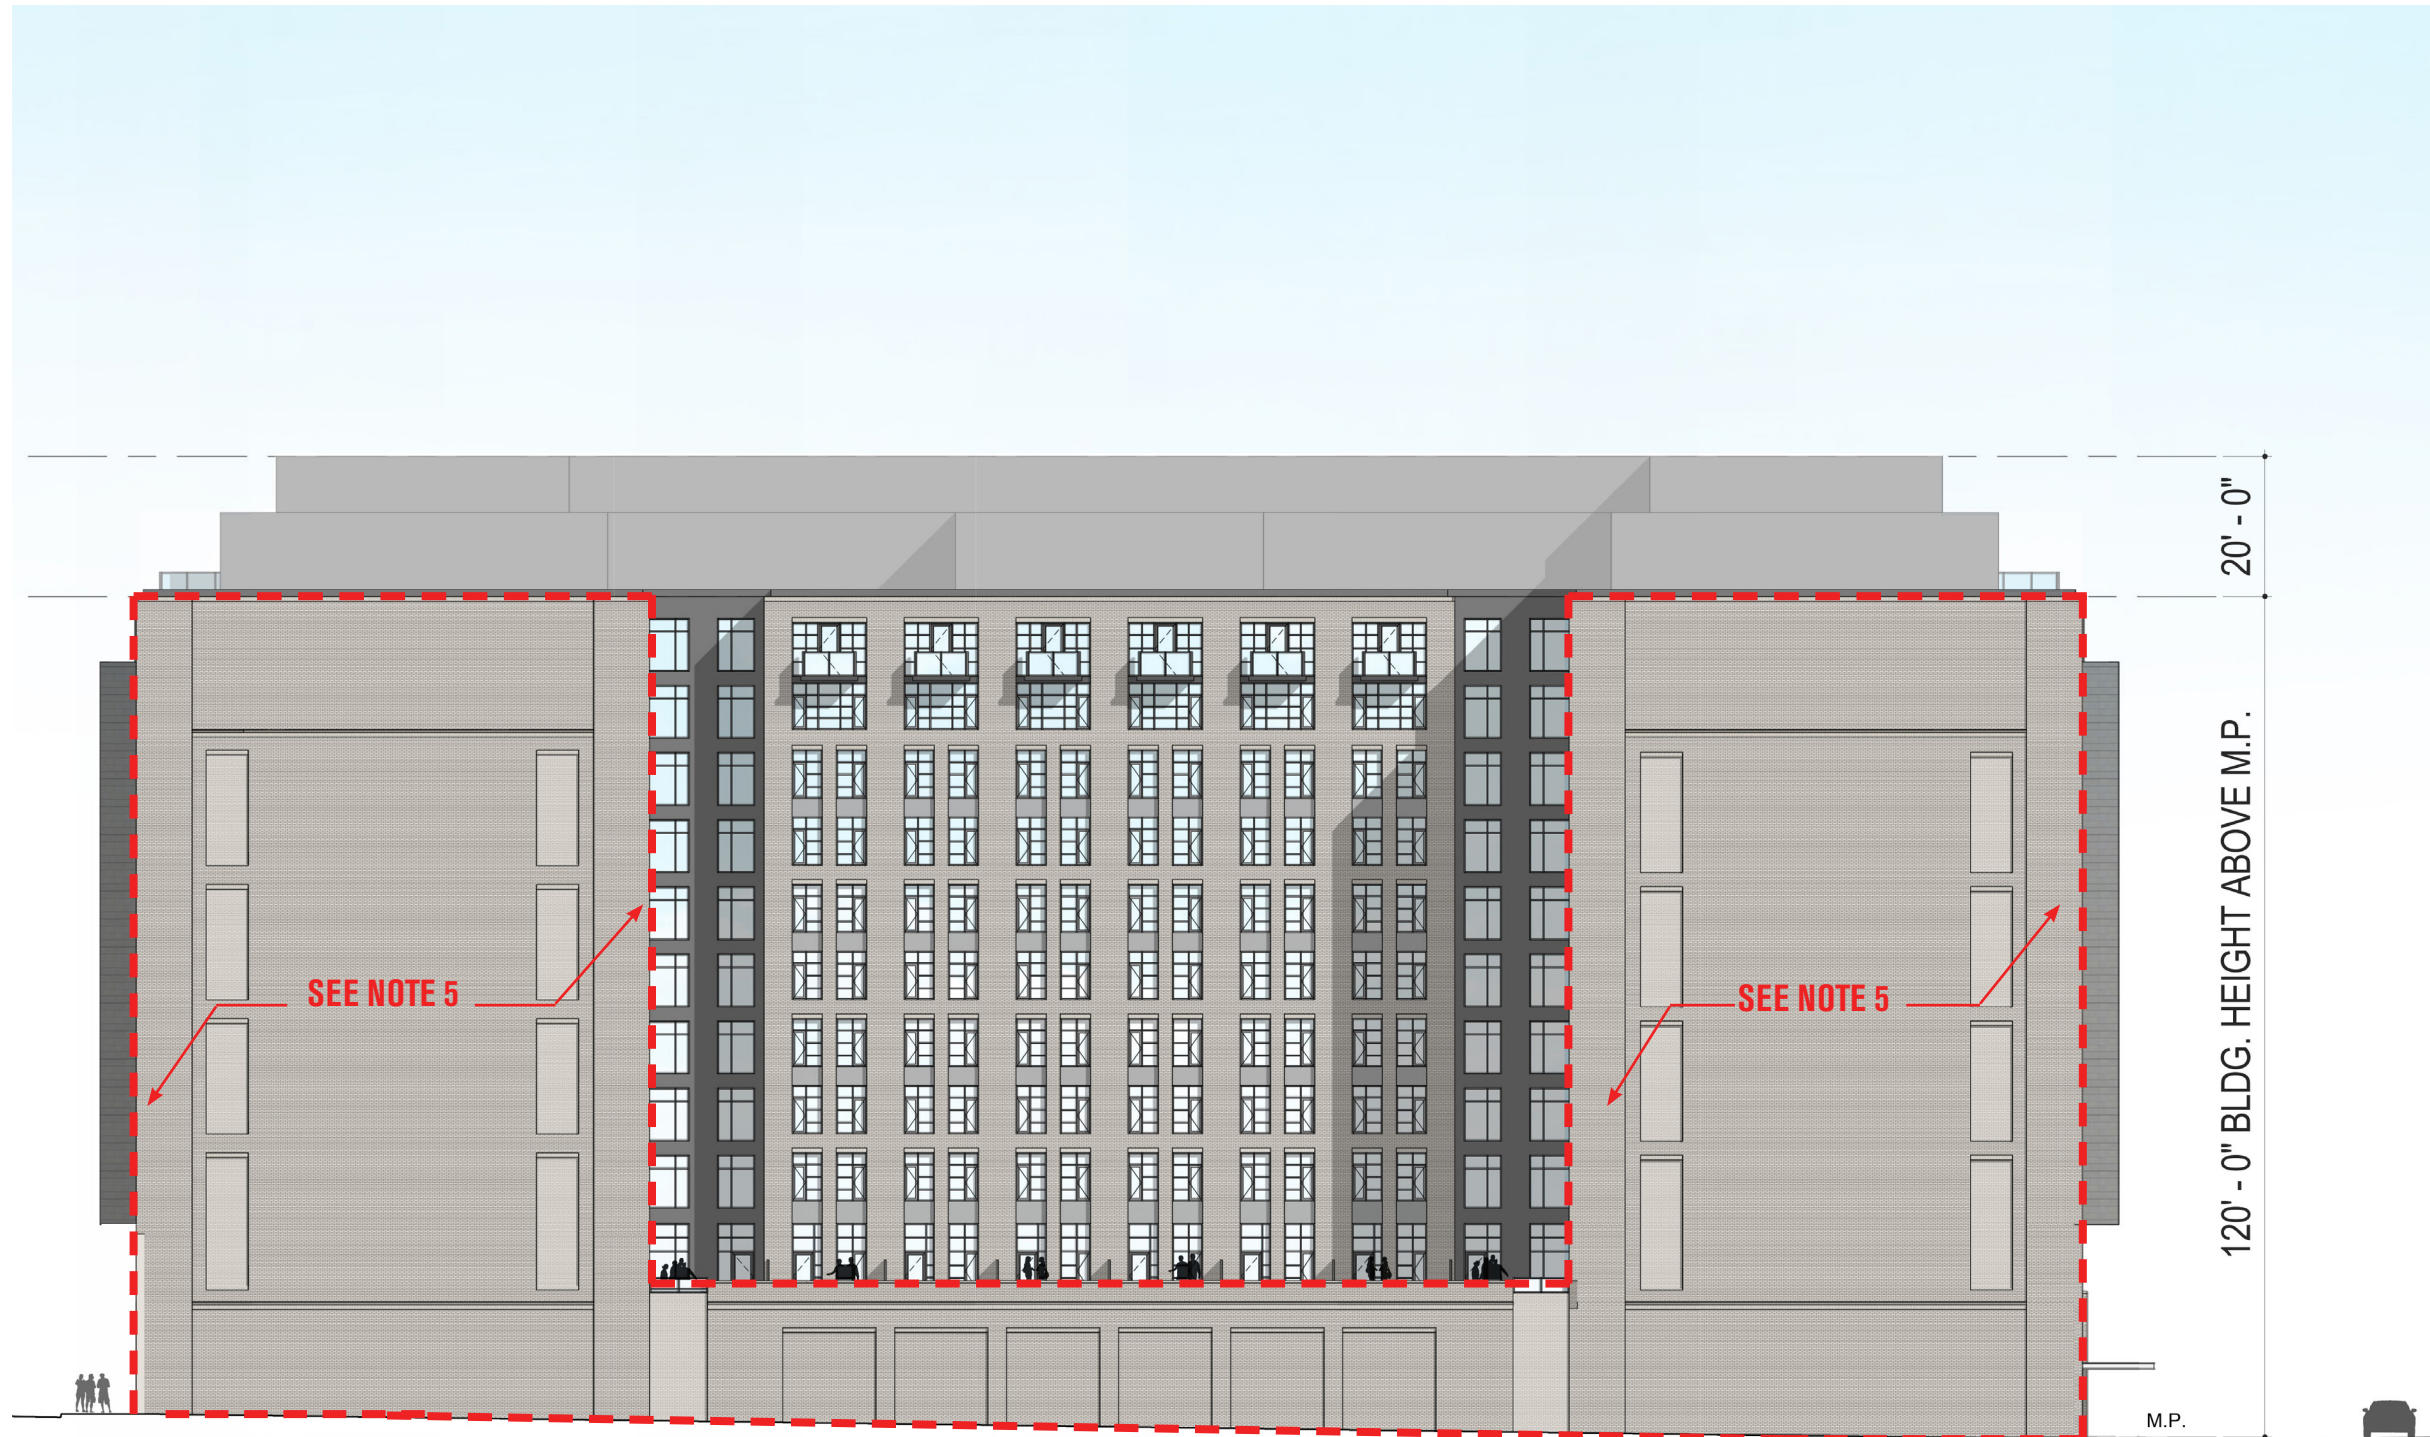 20' - 0"
SEE NOTE 5
SEE NOTE 5
120' - 0" BLDG. HEIGHT ABOVE M.P.
M.P.